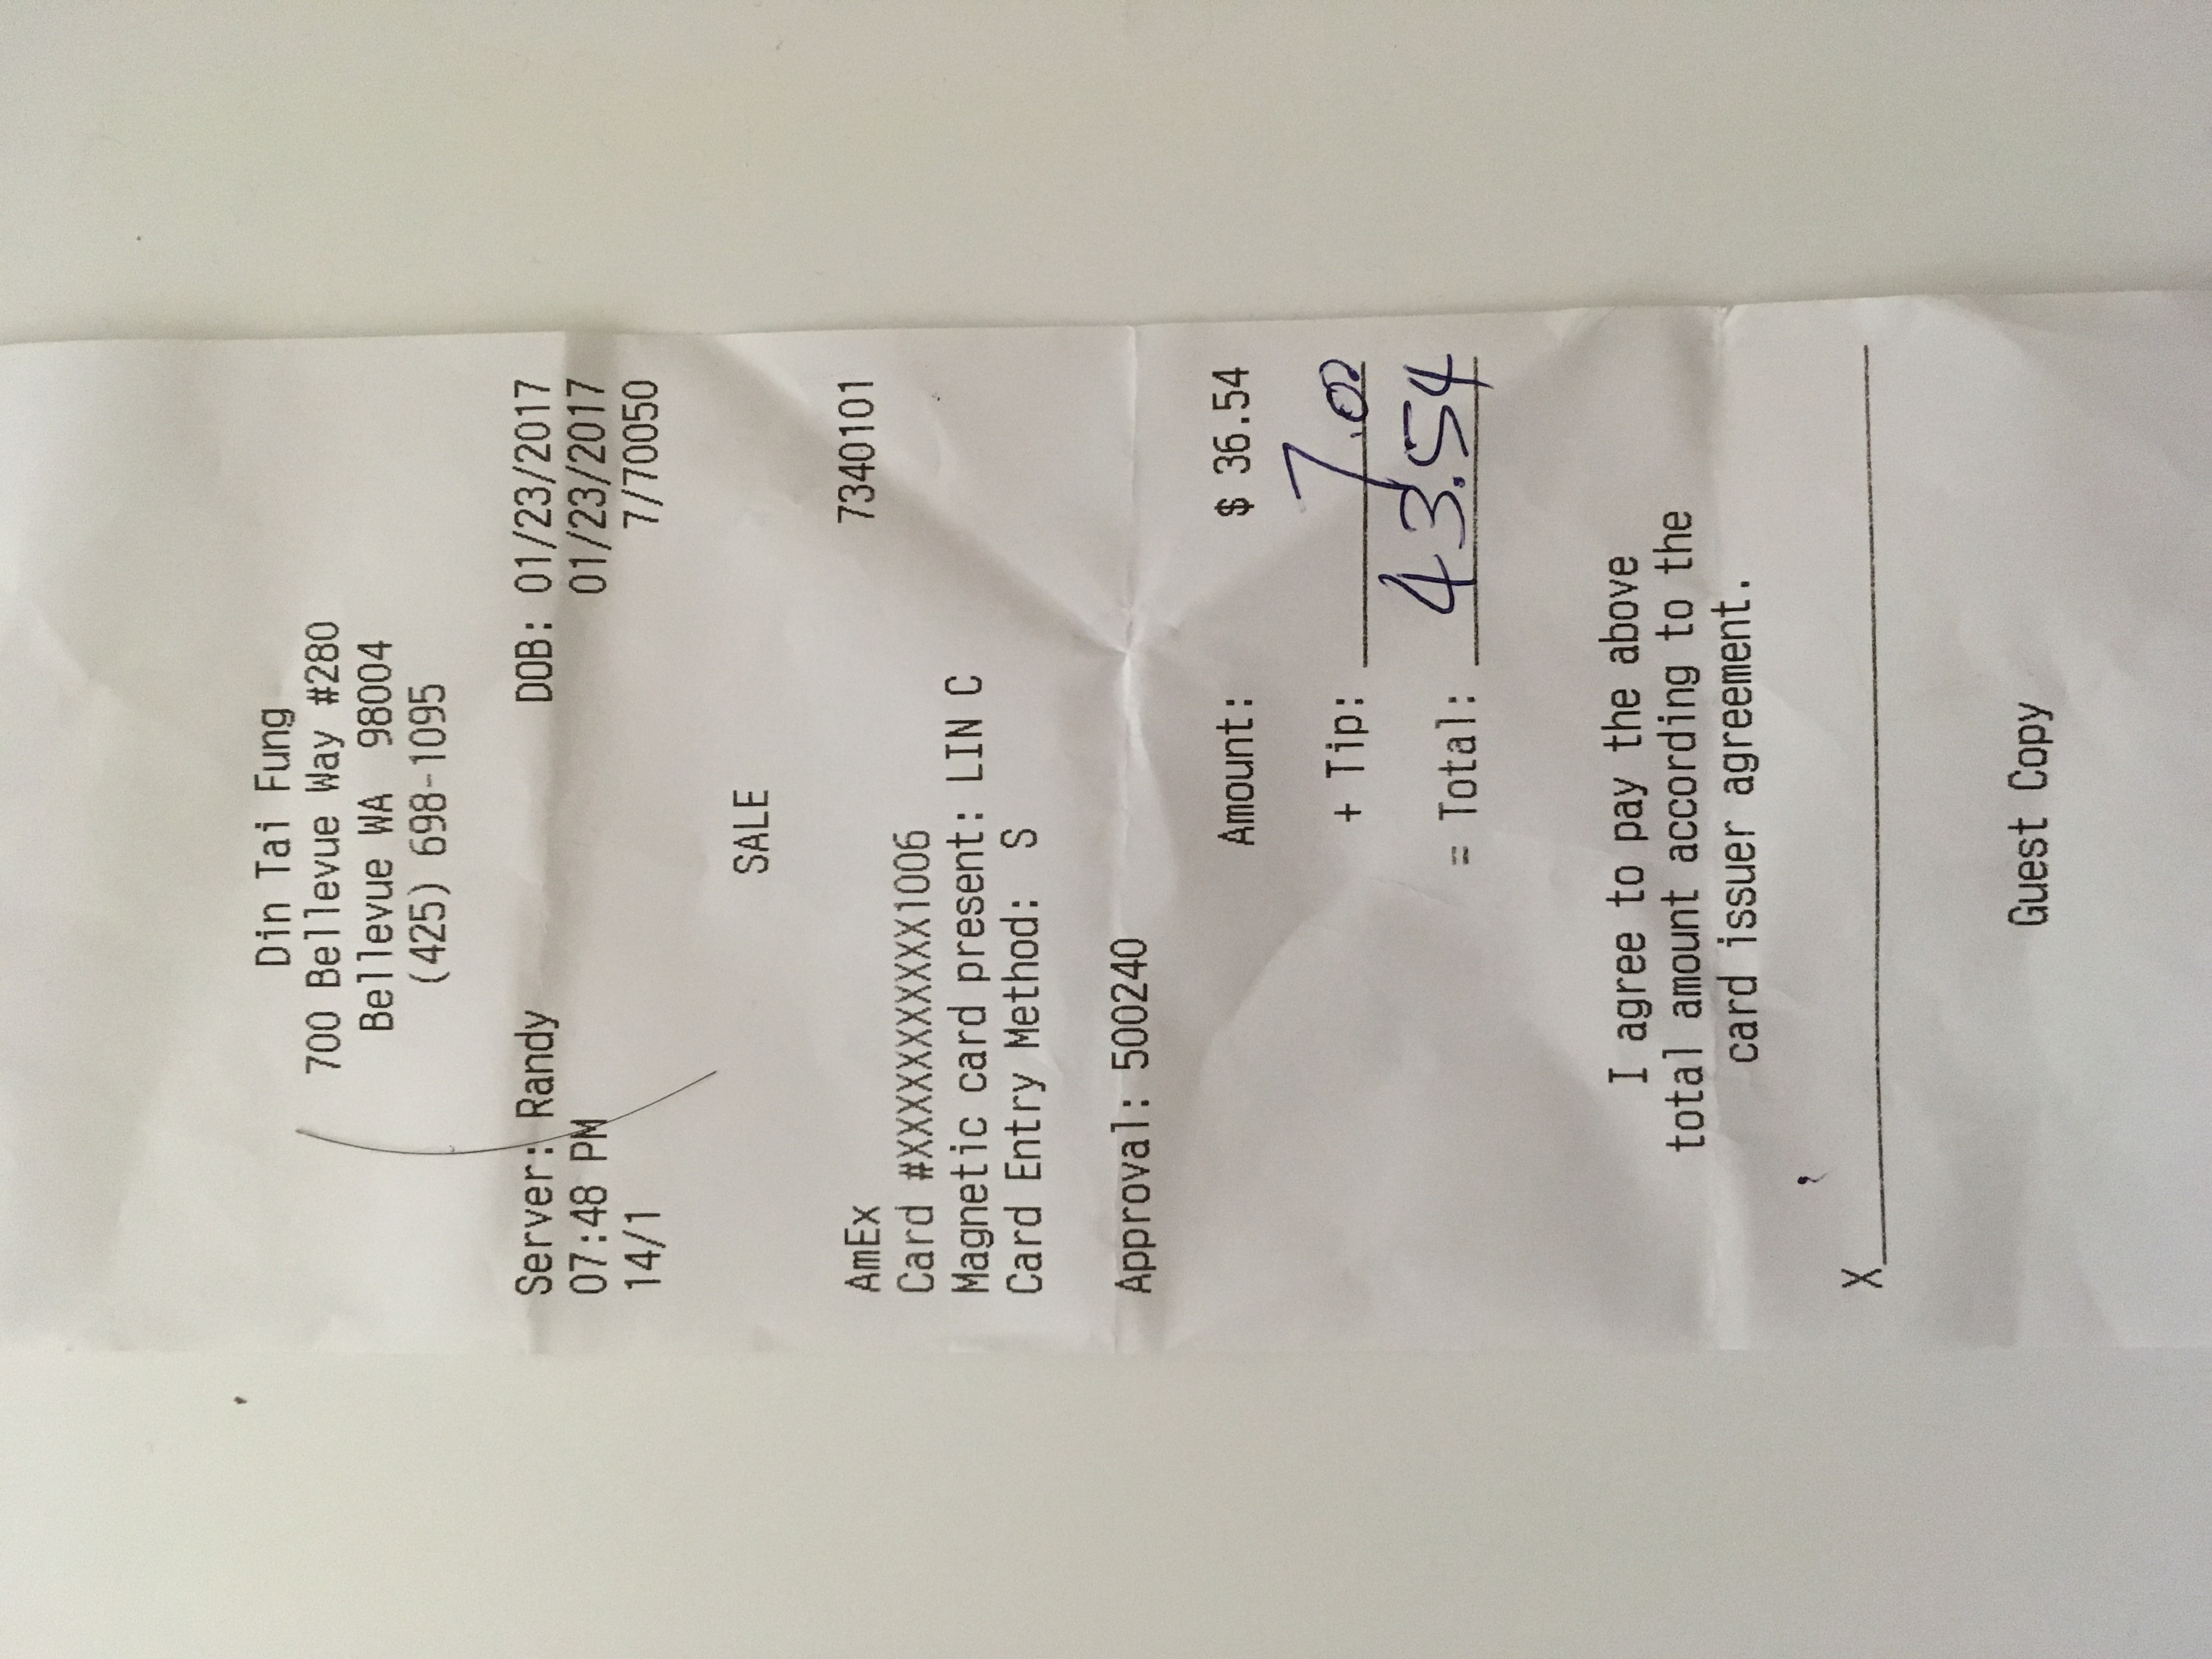 Din Tai Fung
700 Bellevue Way #280
Bellevue WA 98004
(425) 698-1095
Server: Randy DOB: 01/23/2017
07:48 PM 01/23/2017
14/1 7/70050
SALE
AmEx 7340101
Card #XXXXXXXXXXX1006
Magnetic card present: LIN C
Card Entry Method: S
Approval: 500240
Amount: $ 36.54
+ Tip: 7.00
= Total: 43.54
I agree to pay the above
total amount according to the
card issuer agreement.
X
Guest Copy